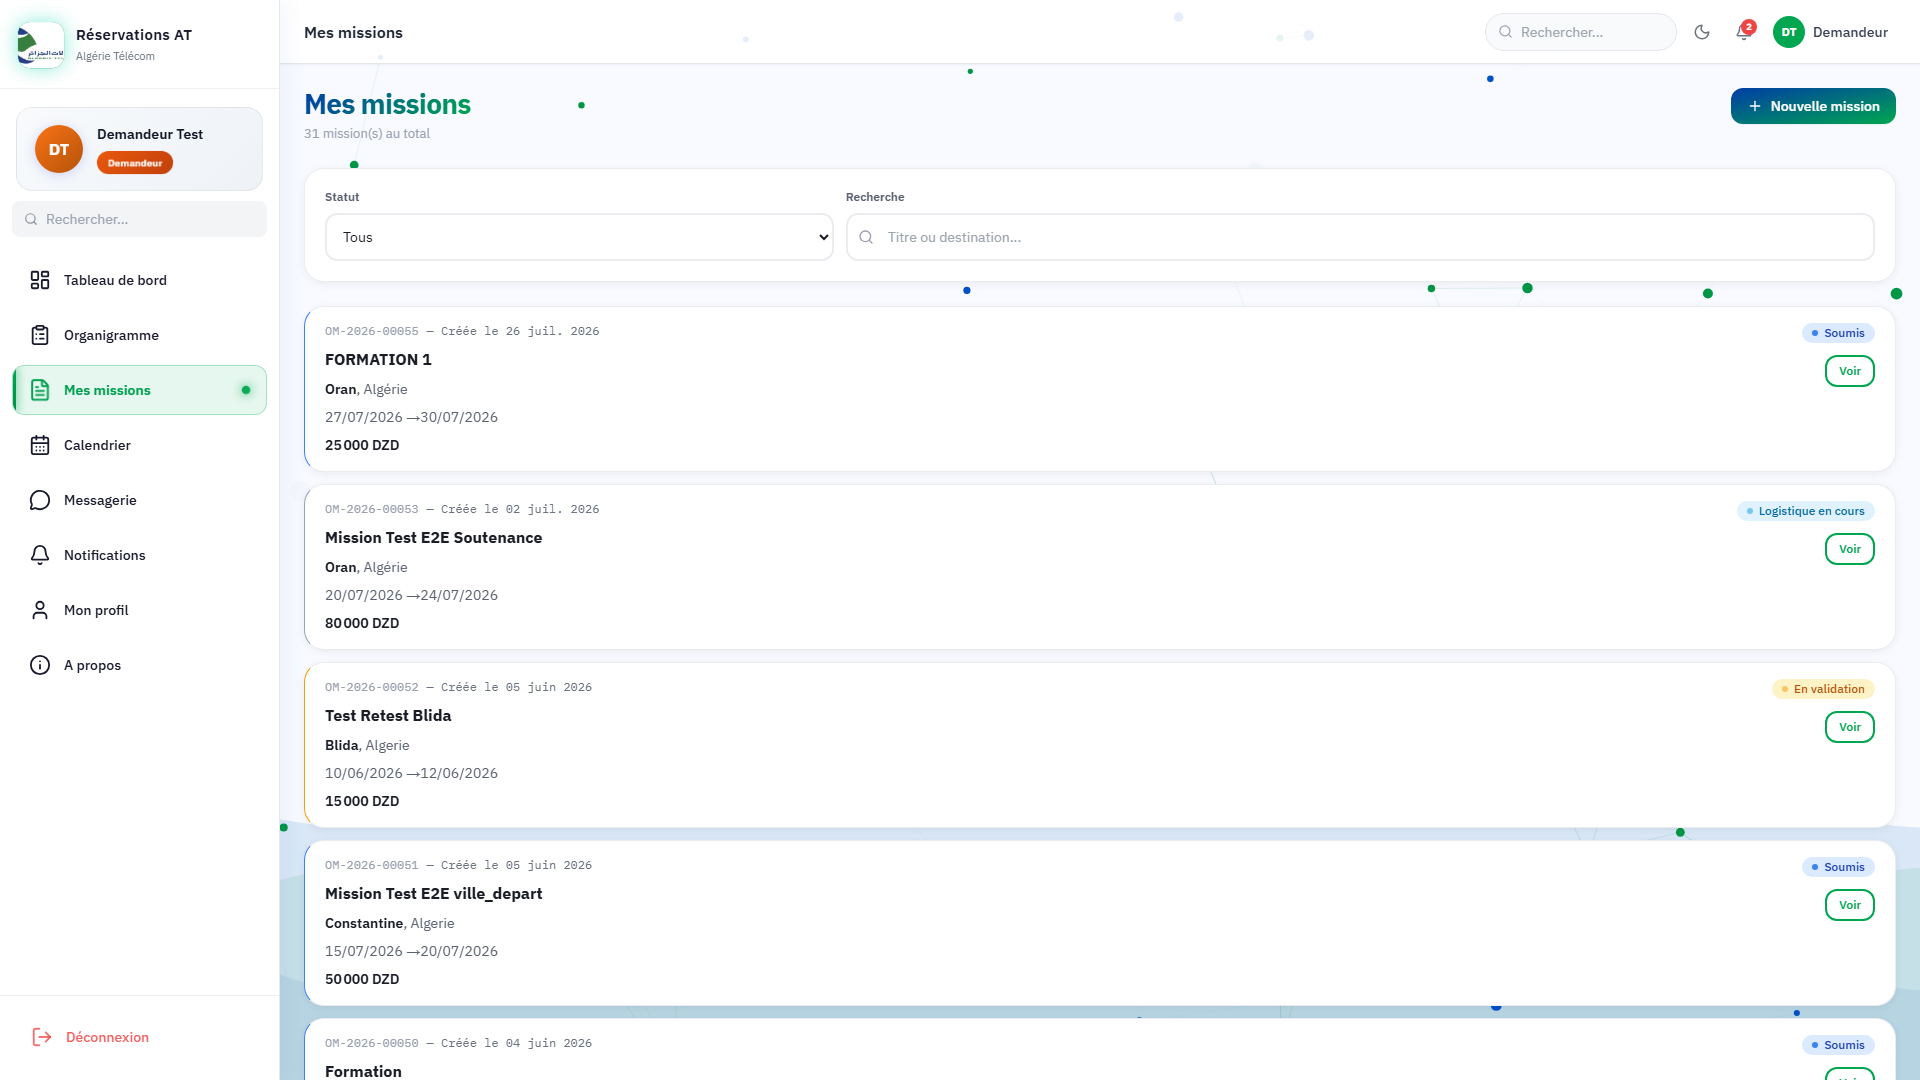 Réservations AT
Algérie Télécom
DT
Demandeur Test
Demandeur
Rechercher...
Tableau de bord
Organigramme
Mes missions
Calendrier
Messagerie
Notifications
Mon profil
A propos
Déconnexion
Mes missions
Rechercher...
2
DT
Demandeur
Mes missions
31 mission(s) au total
+ Nouvelle mission
Statut
Recherche
Tous
Titre ou destination...
OM-2026-00055 — Créée le 26 juil. 2026
Soumis
FORMATION 1
Voir
Oran, Algérie
27/07/2026 →30/07/2026
25 000 DZD
OM-2026-00053 — Créée le 02 juil. 2026
Logistique en cours
Mission Test E2E Soutenance
Voir
Oran, Algérie
20/07/2026 →24/07/2026
80 000 DZD
OM-2026-00052 — Créée le 05 juin 2026
En validation
Test Retest Blida
Voir
Blida, Algerie
10/06/2026 →12/06/2026
15 000 DZD
OM-2026-00051 — Créée le 05 juin 2026
Soumis
Mission Test E2E ville_depart
Voir
Constantine, Algerie
15/07/2026 →20/07/2026
50 000 DZD
OM-2026-00050 — Créée le 04 juin 2026
Soumis
Formation